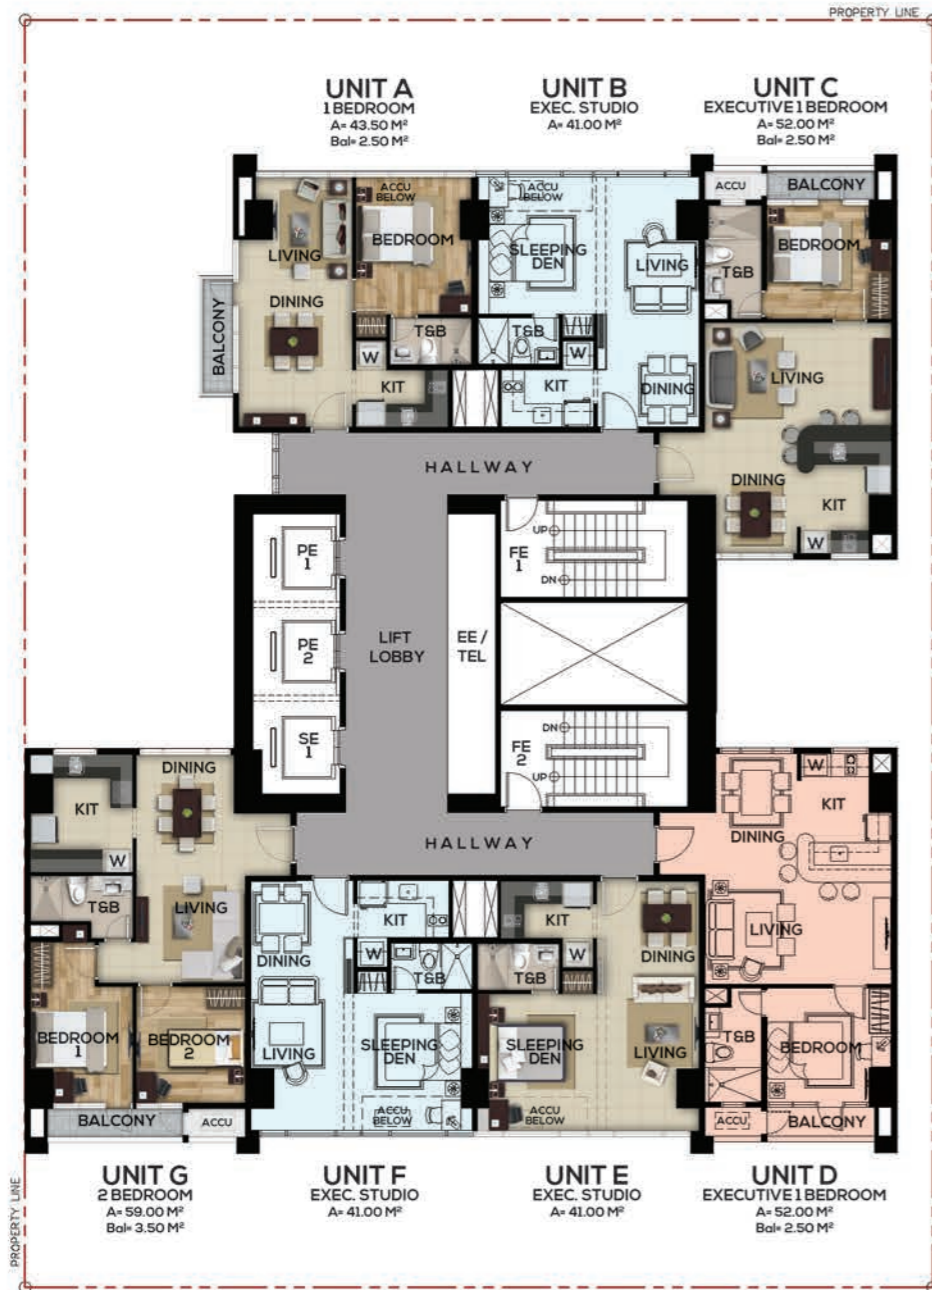 PROPERTY LINE
UNIT A
1 BEDROOM
A= 43.50 M²
Bal= 2.50 M²
UNIT B
EXEC. STUDIO
A= 41.00 M²
UNIT C
EXECUTIVE 1 BEDROOM
A= 52.00 M²
Bal= 2.50 M²
ACCU
BELOW
LIVING
BEDROOM
DINING
BALCONY
T&B
W
KIT
ACCU
BELOW
SLEEPING
DEN
LIVING
T&B
W
KIT
DINING
ACCU
BALCONY
BEDROOM
T&B
LIVING
DINING
KIT
W
HALLWAY
PE
1
PE
2
SE
1
LIFT
LOBBY
EE /
TEL
FE
1
UP
DN
FE
2
DN
UP
HALLWAY
DINING
KIT
W
T&B
LIVING
BEDROOM
1
BEDROOM
2
BALCONY
ACCU
KIT
DINING
W
T&B
LIVING
SLEEPING
DEN
ACCU
BELOW
KIT
DINING
T&B
W
SLEEPING
DEN
LIVING
ACCU
BELOW
W
KIT
DINING
LIVING
T&B
BEDROOM
ACCU
BALCONY
UNIT G
2 BEDROOM
A= 59.00 M²
Bal= 3.50 M²
UNIT F
EXEC. STUDIO
A= 41.00 M²
UNIT E
EXEC. STUDIO
A= 41.00 M²
UNIT D
EXECUTIVE 1 BEDROOM
A= 52.00 M²
Bal= 2.50 M²
PROPERTY LINE